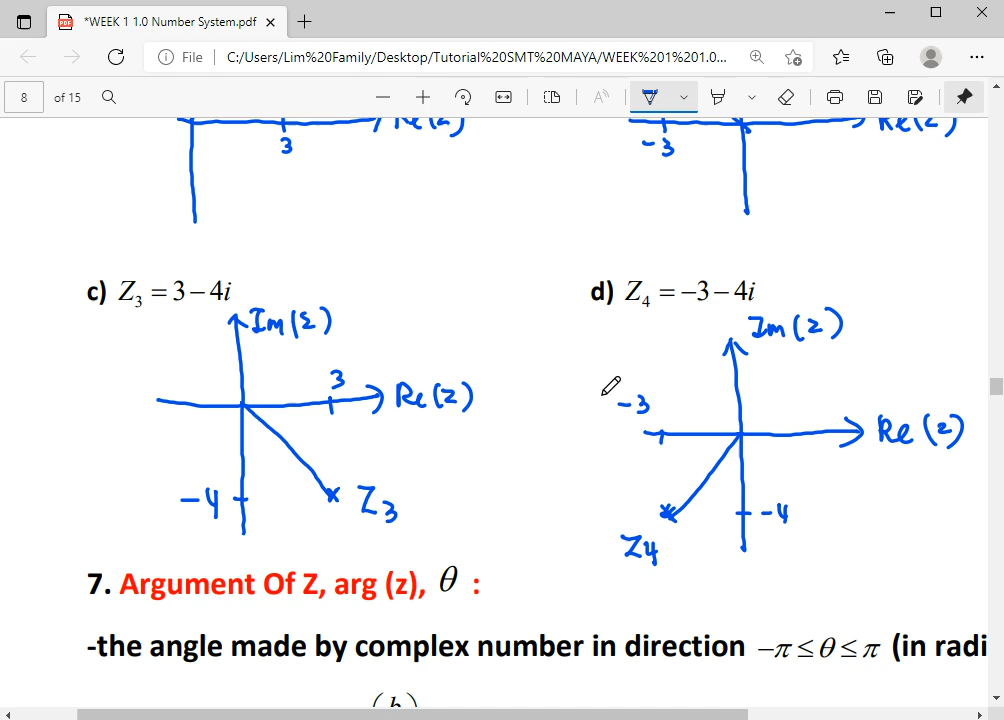 *WEEK 1 1.0 Number System.pdf
File C:/Users/Lim%20Family/Desktop/Tutorial%20SMT%20MAYA/WEEK%201%201.0...
8 of 15
Re(z) Re(z)
3 -3
c) Z₃ = 3 – 4i
Im(z)
3
Re(z)
-4
Z3
d) Z₄ = –3 – 4i
Im(z)
-3
Re(z)
-4
Z4
7. Argument Of Z, arg (z), θ :
-the angle made by complex number in direction –π ≤ θ ≤ π (in radi